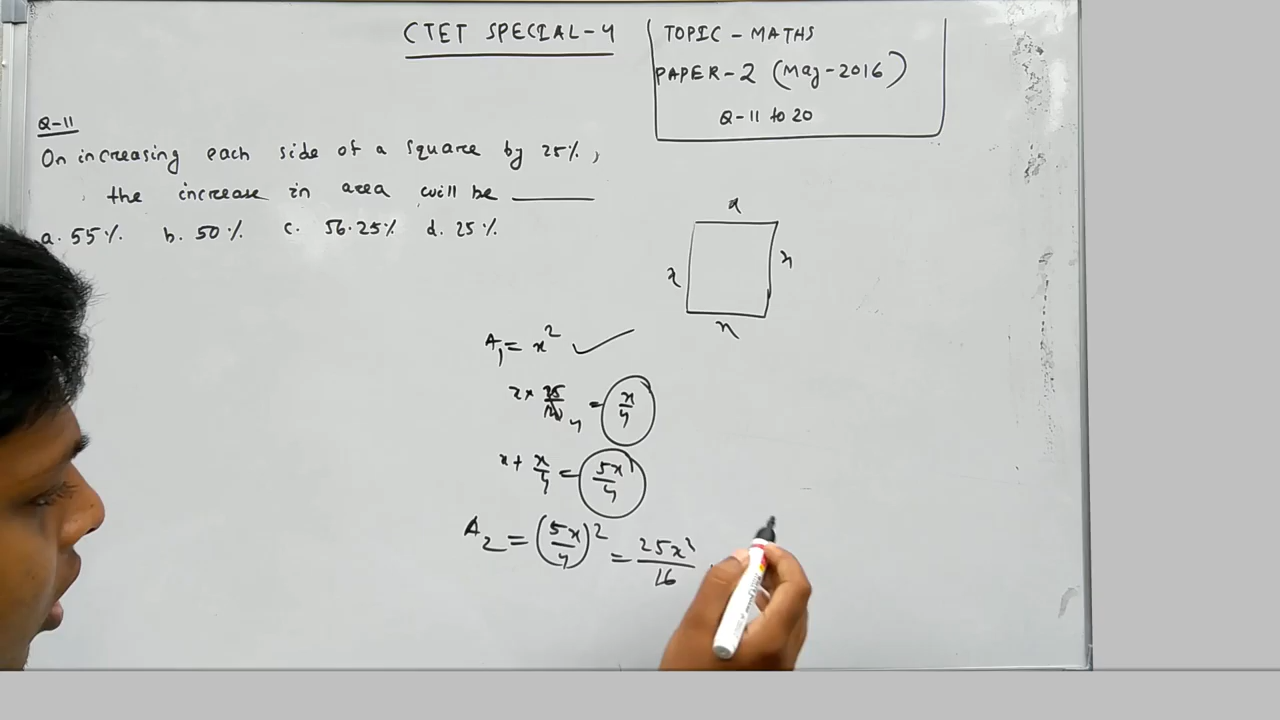 CTET SPECIAL-4
TOPIC - MATHS
PAPER-2 (May-2016)
Q-11 to 20
Q-11
On increasing each side of a square by 25%,
the increase in area will be ______
a. 55% b. 50% c. 56.25% d. 25%
x
x
x
x
A₁ = x² ✓
x × 25/100 4 = x/4
x + x/4 = 5x/4
A₂ = (5x/4)² = 25x²/16